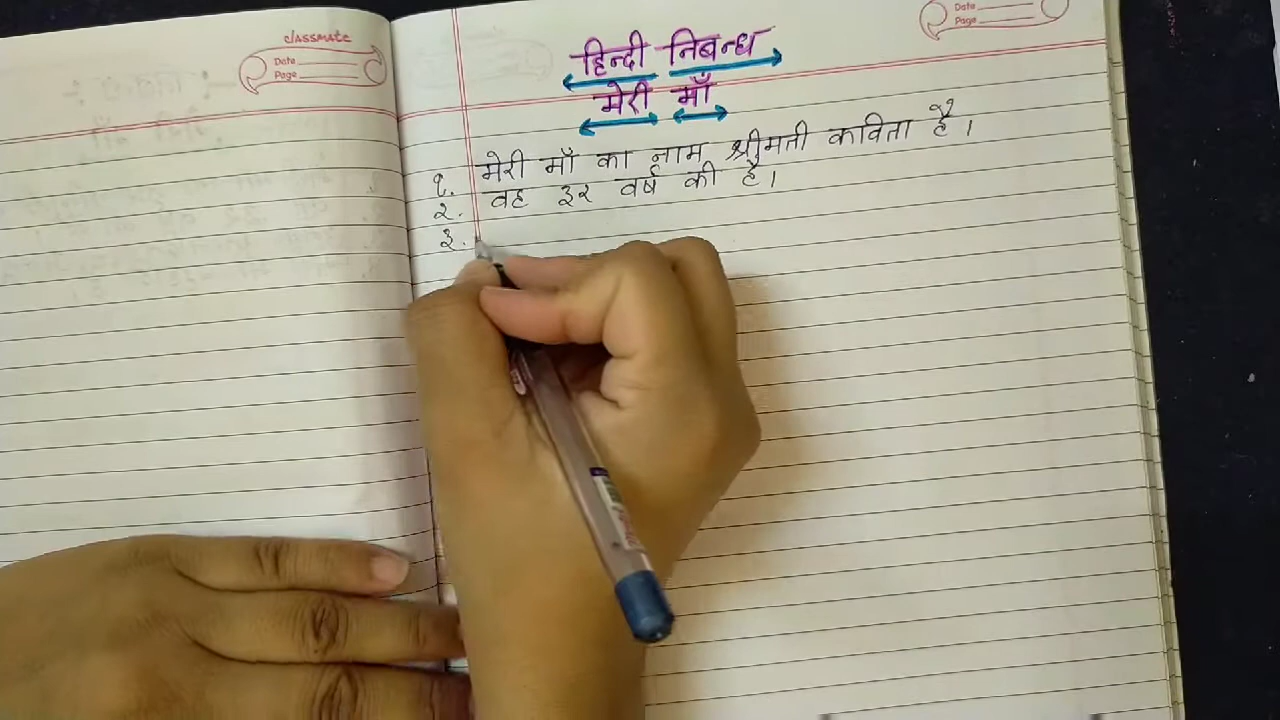 CLASSMATE
Date
Page
Date
Page
हिन्दी निबन्ध
मेरी माँ
१. मेरी माँ का नाम श्रीमती कविता है।
२. वह ३२ वर्ष की है।
३.